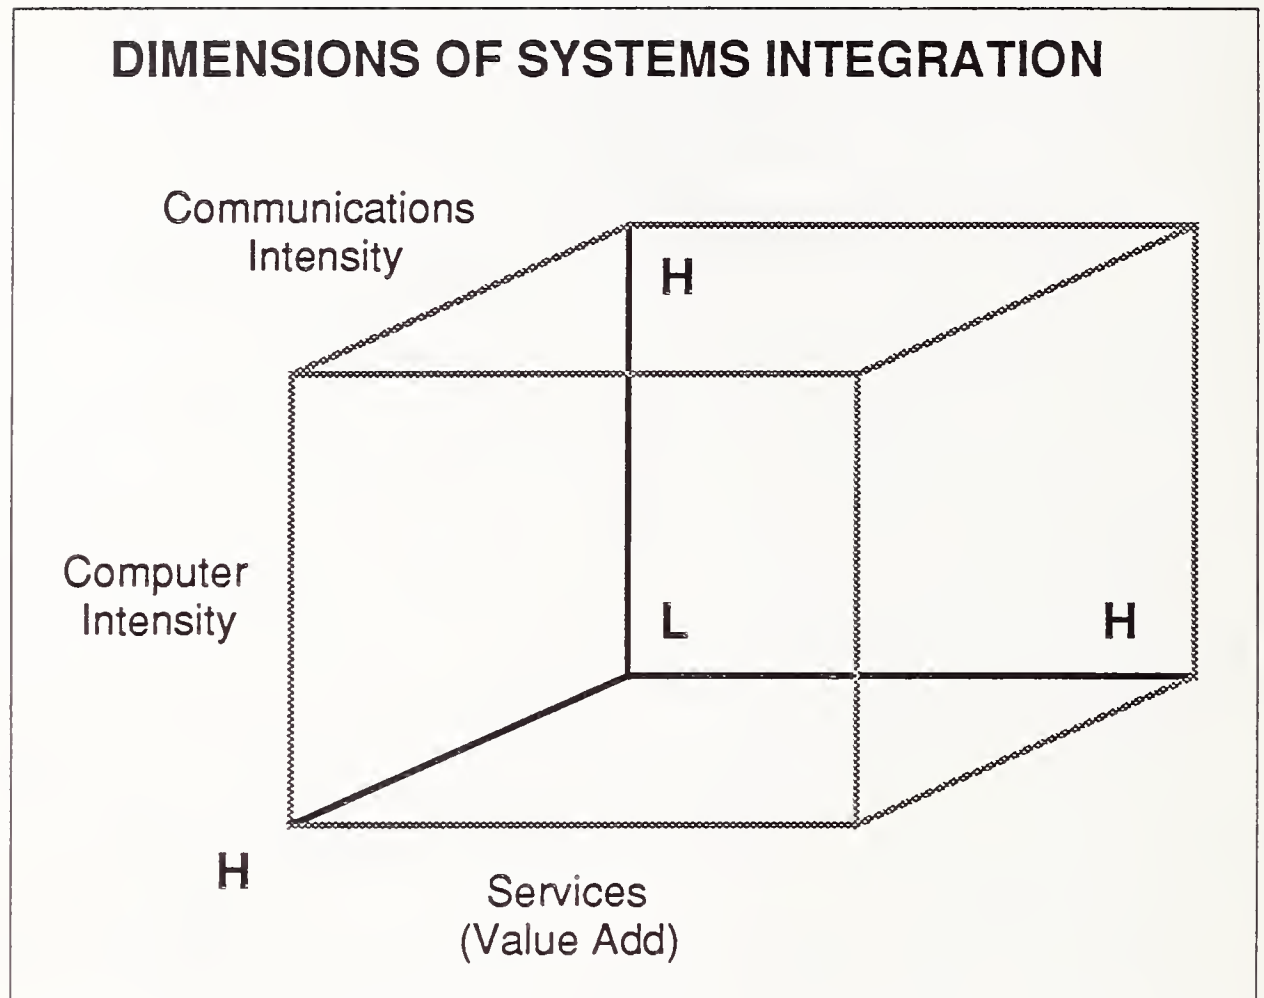 DIMENSIONS OF SYSTEMS INTEGRATION
Communications
Intensity
H
Computer
Intensity
L
H
H
Services
(Value Add)